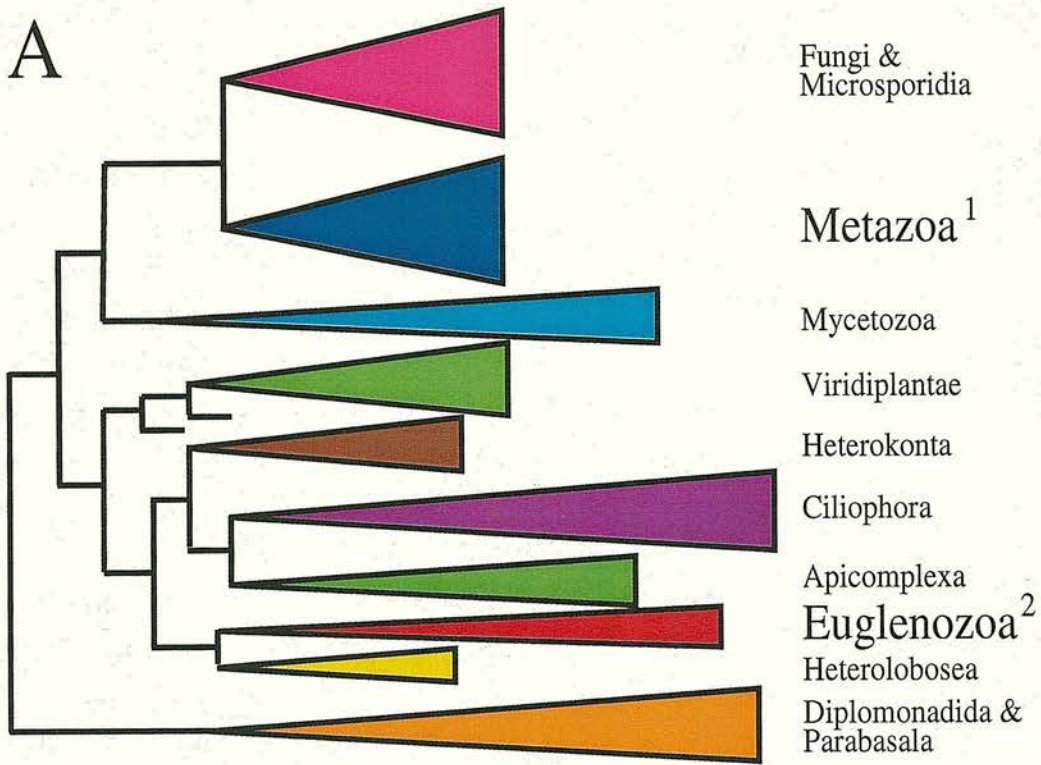 A
Fungi &
Microsporidia
Metazoa¹
Mycetozoa
Viridiplantae
Heterokonta
Ciliophora
Apicomplexa
Euglenozoa²
Heterolobosea
Diplomonadida &
Parabasala